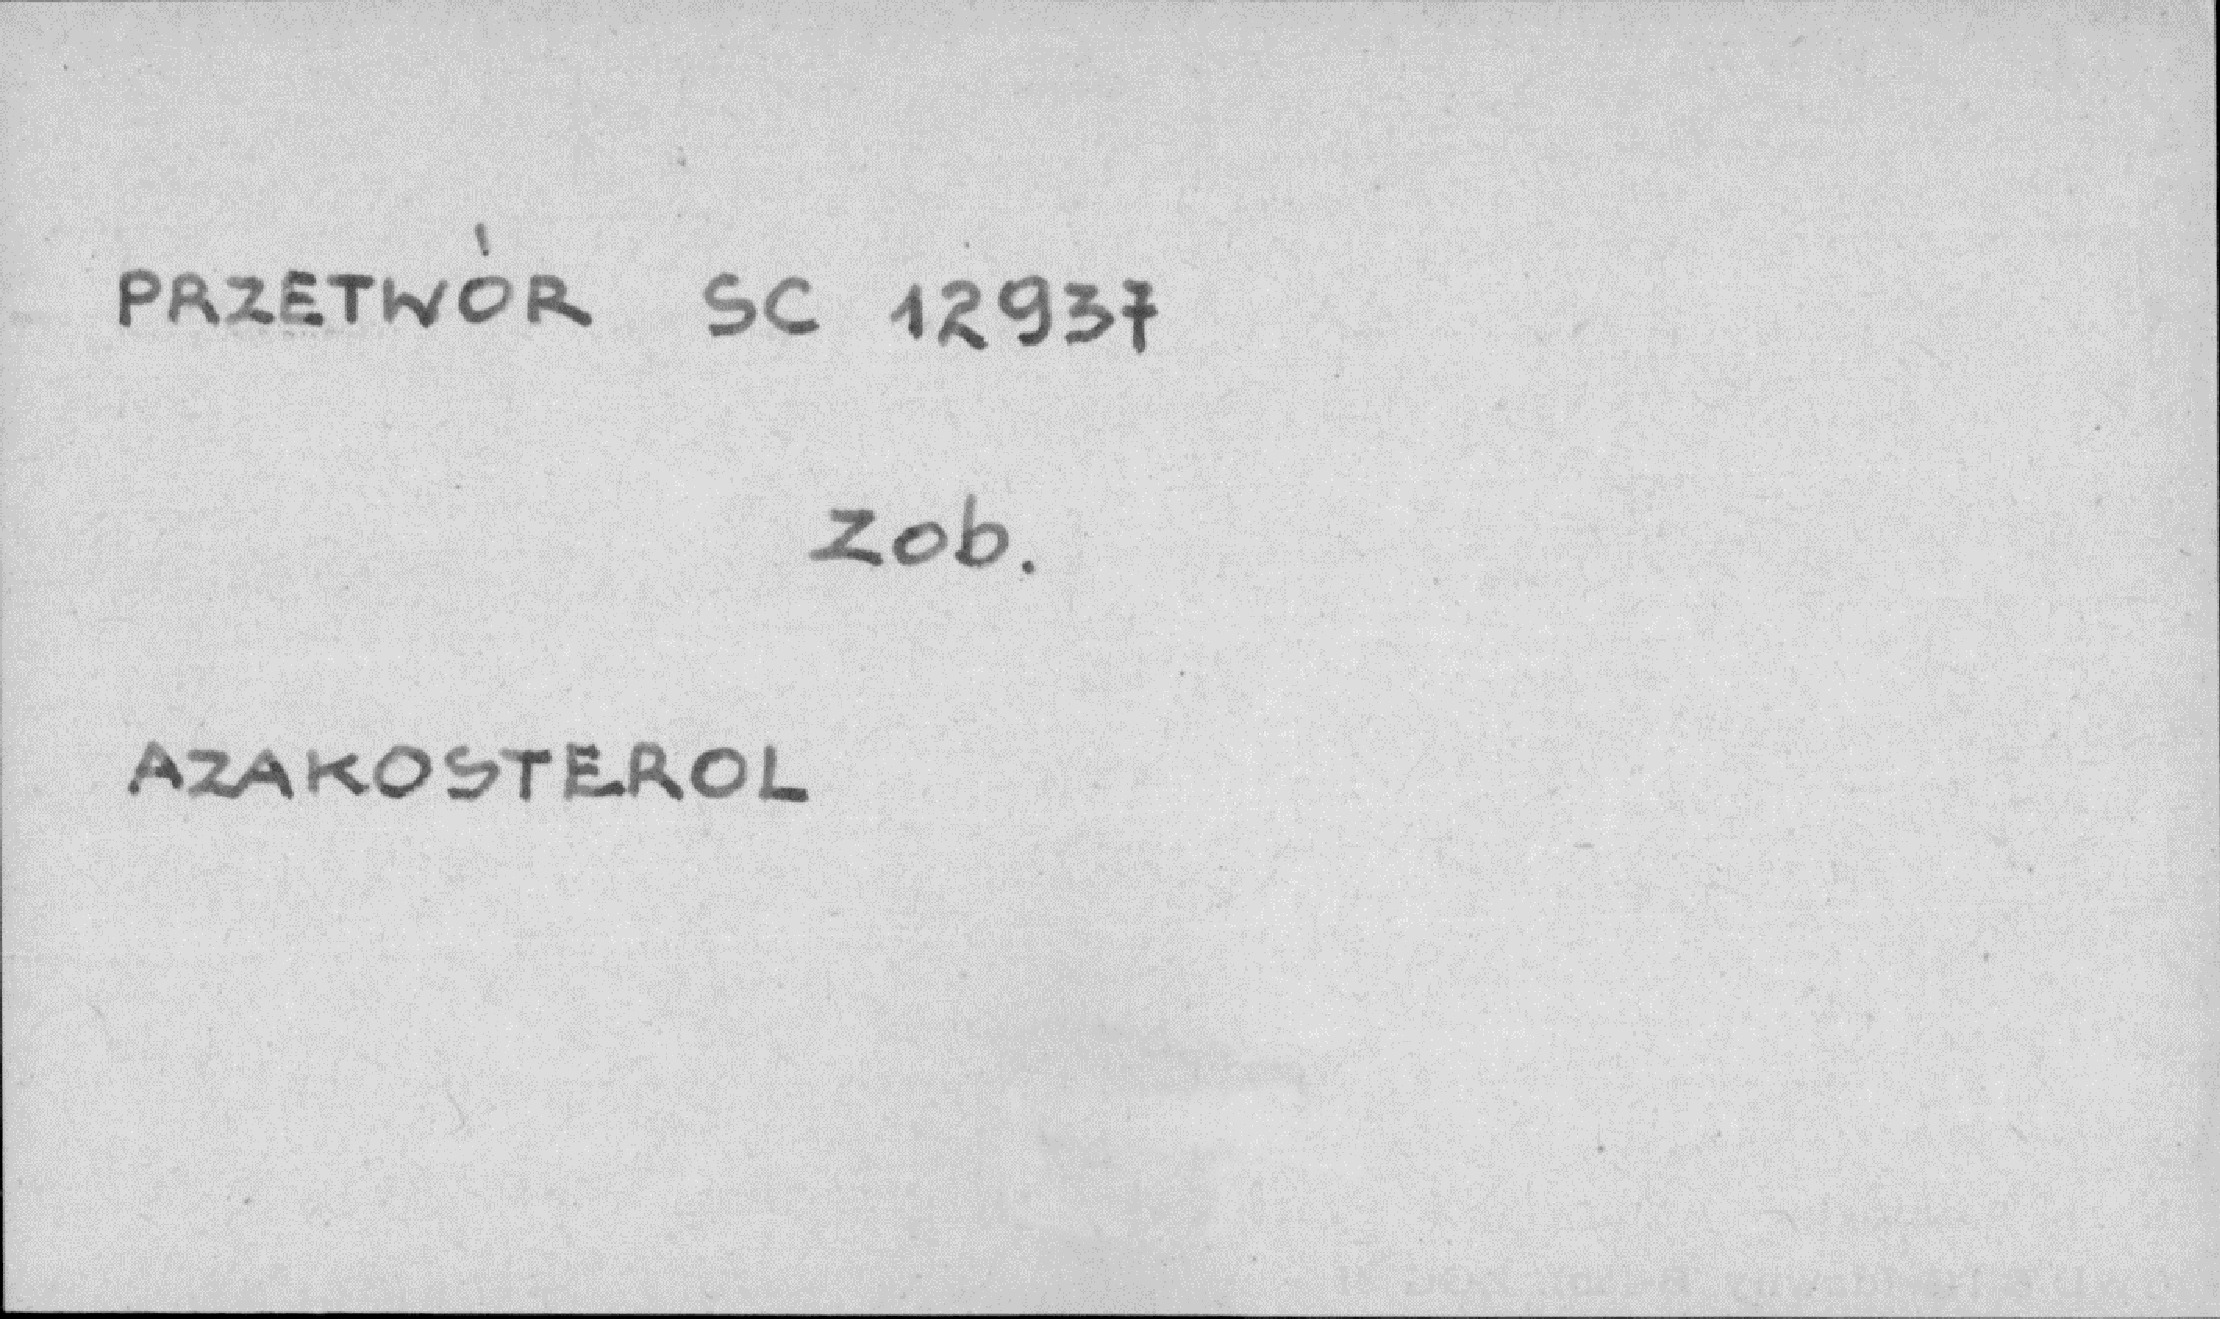 PRZETWÓR SC 12937
Zob.
AZAKOSTEROL